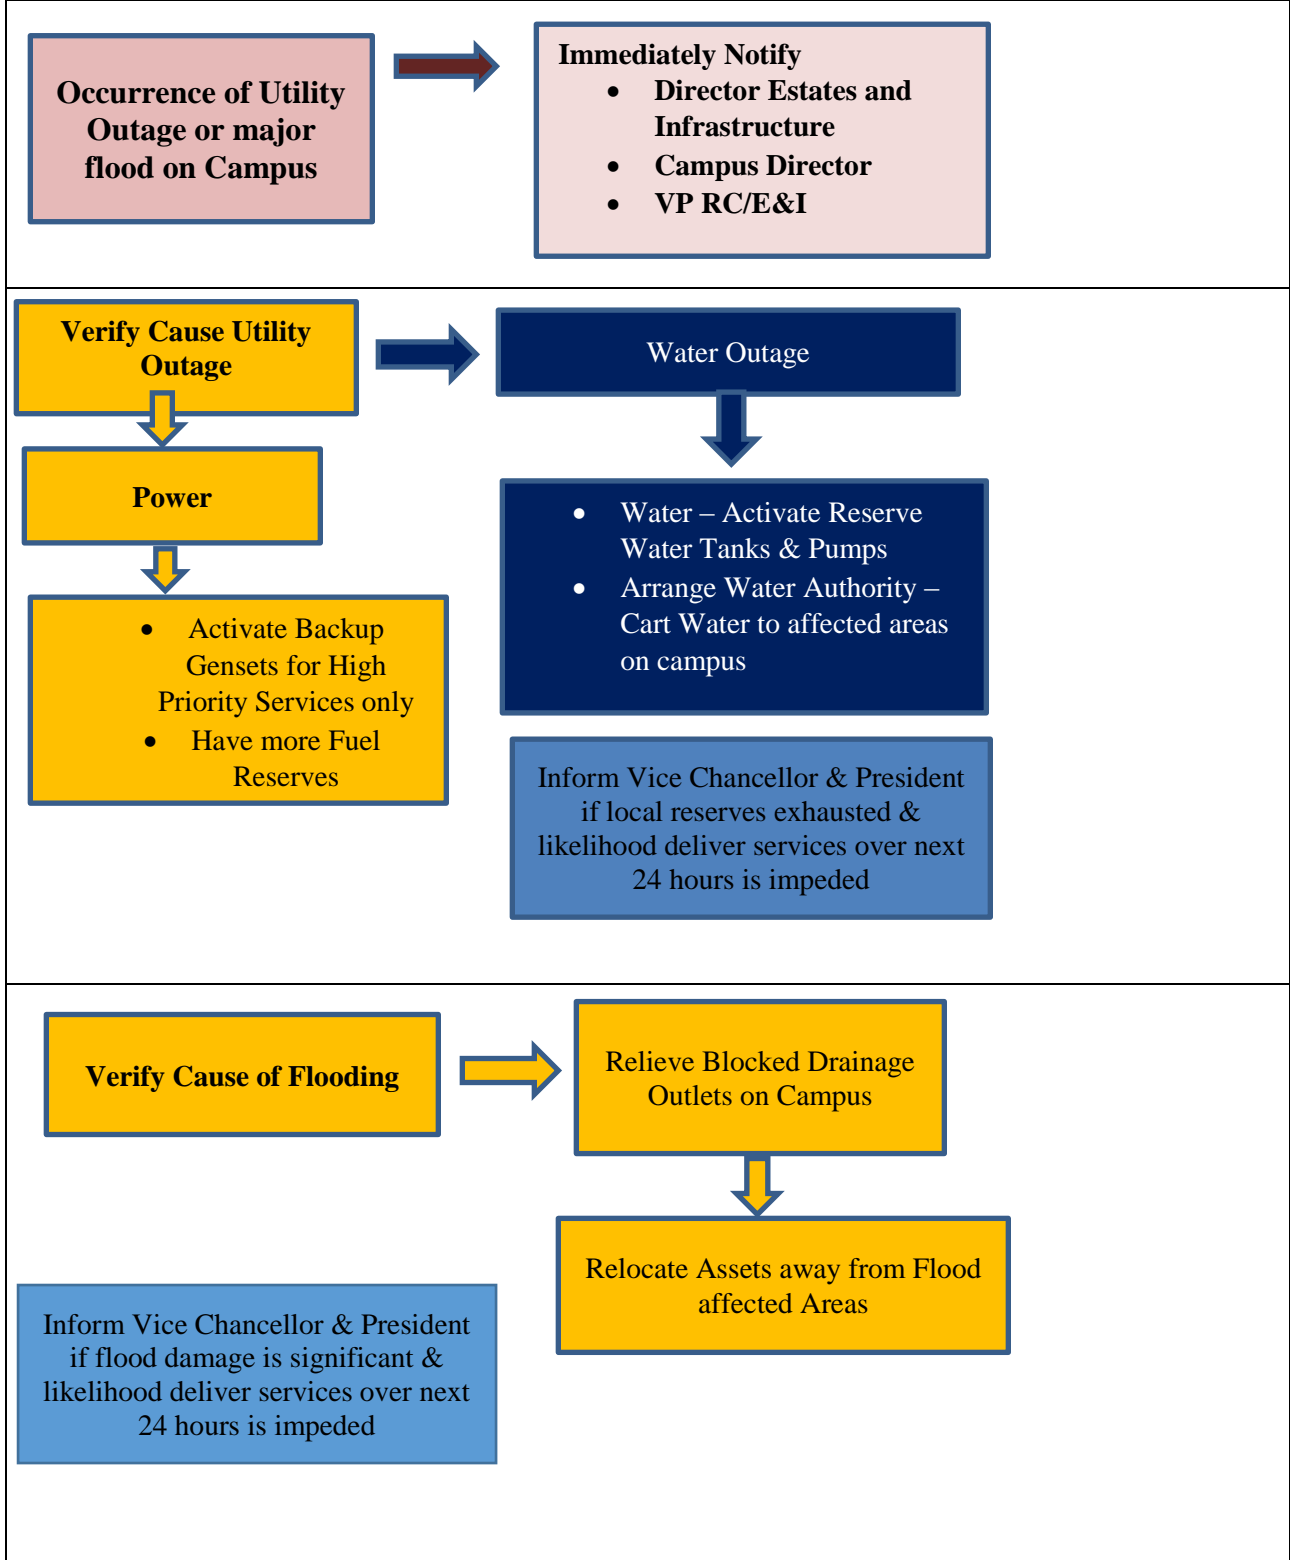 Occurrence of Utility
Outage or major
flood on Campus
Immediately Notify
• Director Estates and
Infrastructure
• Campus Director
• VP RC/E&I
Verify Cause Utility
Outage
Water Outage
Power
• Water – Activate Reserve
Water Tanks & Pumps
• Arrange Water Authority –
Cart Water to affected areas
on campus
• Activate Backup
Gensets for High
Priority Services only
• Have more Fuel
Reserves
Inform Vice Chancellor & President
if local reserves exhausted &
likelihood deliver services over next
24 hours is impeded
Verify Cause of Flooding
Relieve Blocked Drainage
Outlets on Campus
Relocate Assets away from Flood
affected Areas
Inform Vice Chancellor & President
if flood damage is significant &
likelihood deliver services over next
24 hours is impeded